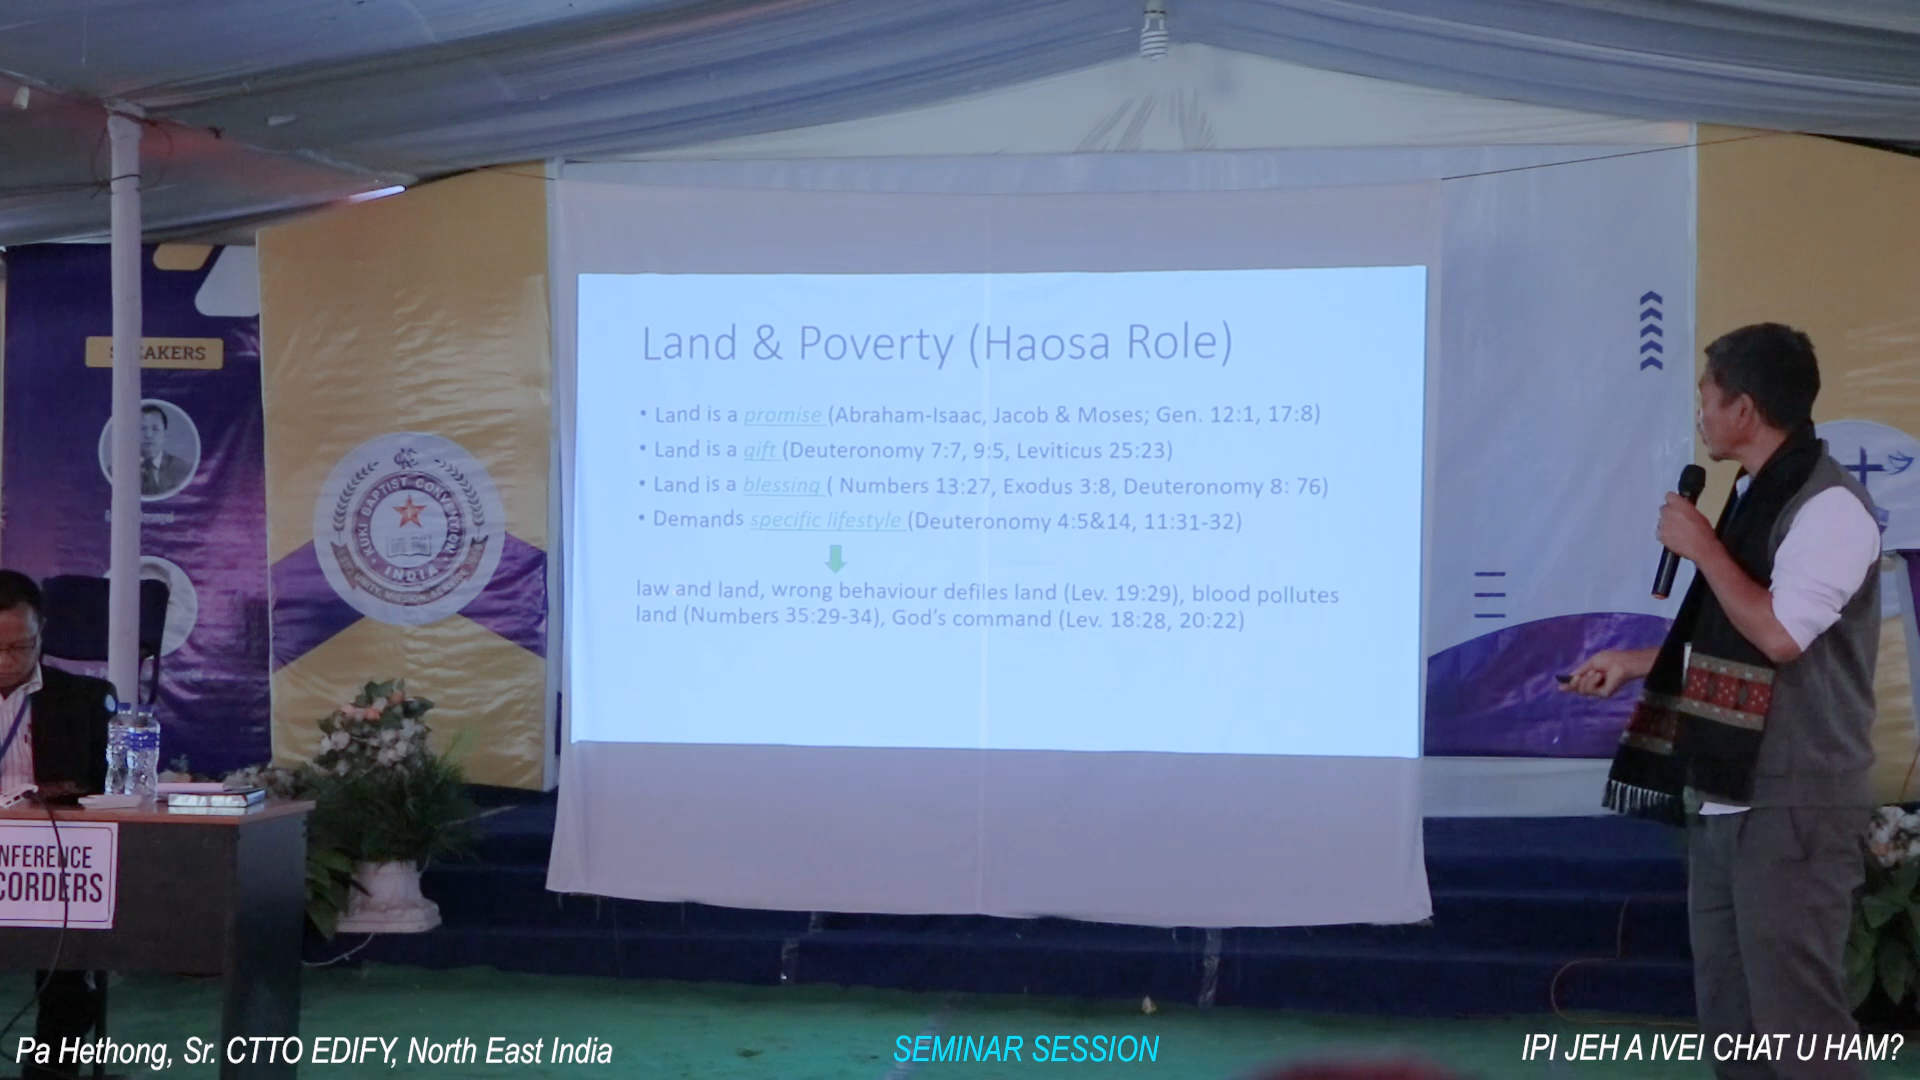 SPEAKERS
KUKI BAPTIST CONVENTION
INDIA
Land & Poverty (Haosa Role)
• Land is a promise (Abraham-Isaac, Jacob & Moses; Gen. 12:1, 17:8)
• Land is a gift (Deuteronomy 7:7, 9:5, Leviticus 25:23)
• Land is a blessing ( Numbers 13:27, Exodus 3:8, Deuteronomy 8: 76)
• Demands specific lifestyle (Deuteronomy 4:5&14, 11:31-32)
law and land, wrong behaviour defiles land (Lev. 19:29), blood pollutes
land (Numbers 35:29-34), God's command (Lev. 18:28, 20:22)
NFERENCE
CORDERS
Pa Hethong, Sr. CTTO EDIFY, North East India
SEMINAR SESSION
IPI JEH A IVEI CHAT U HAM?